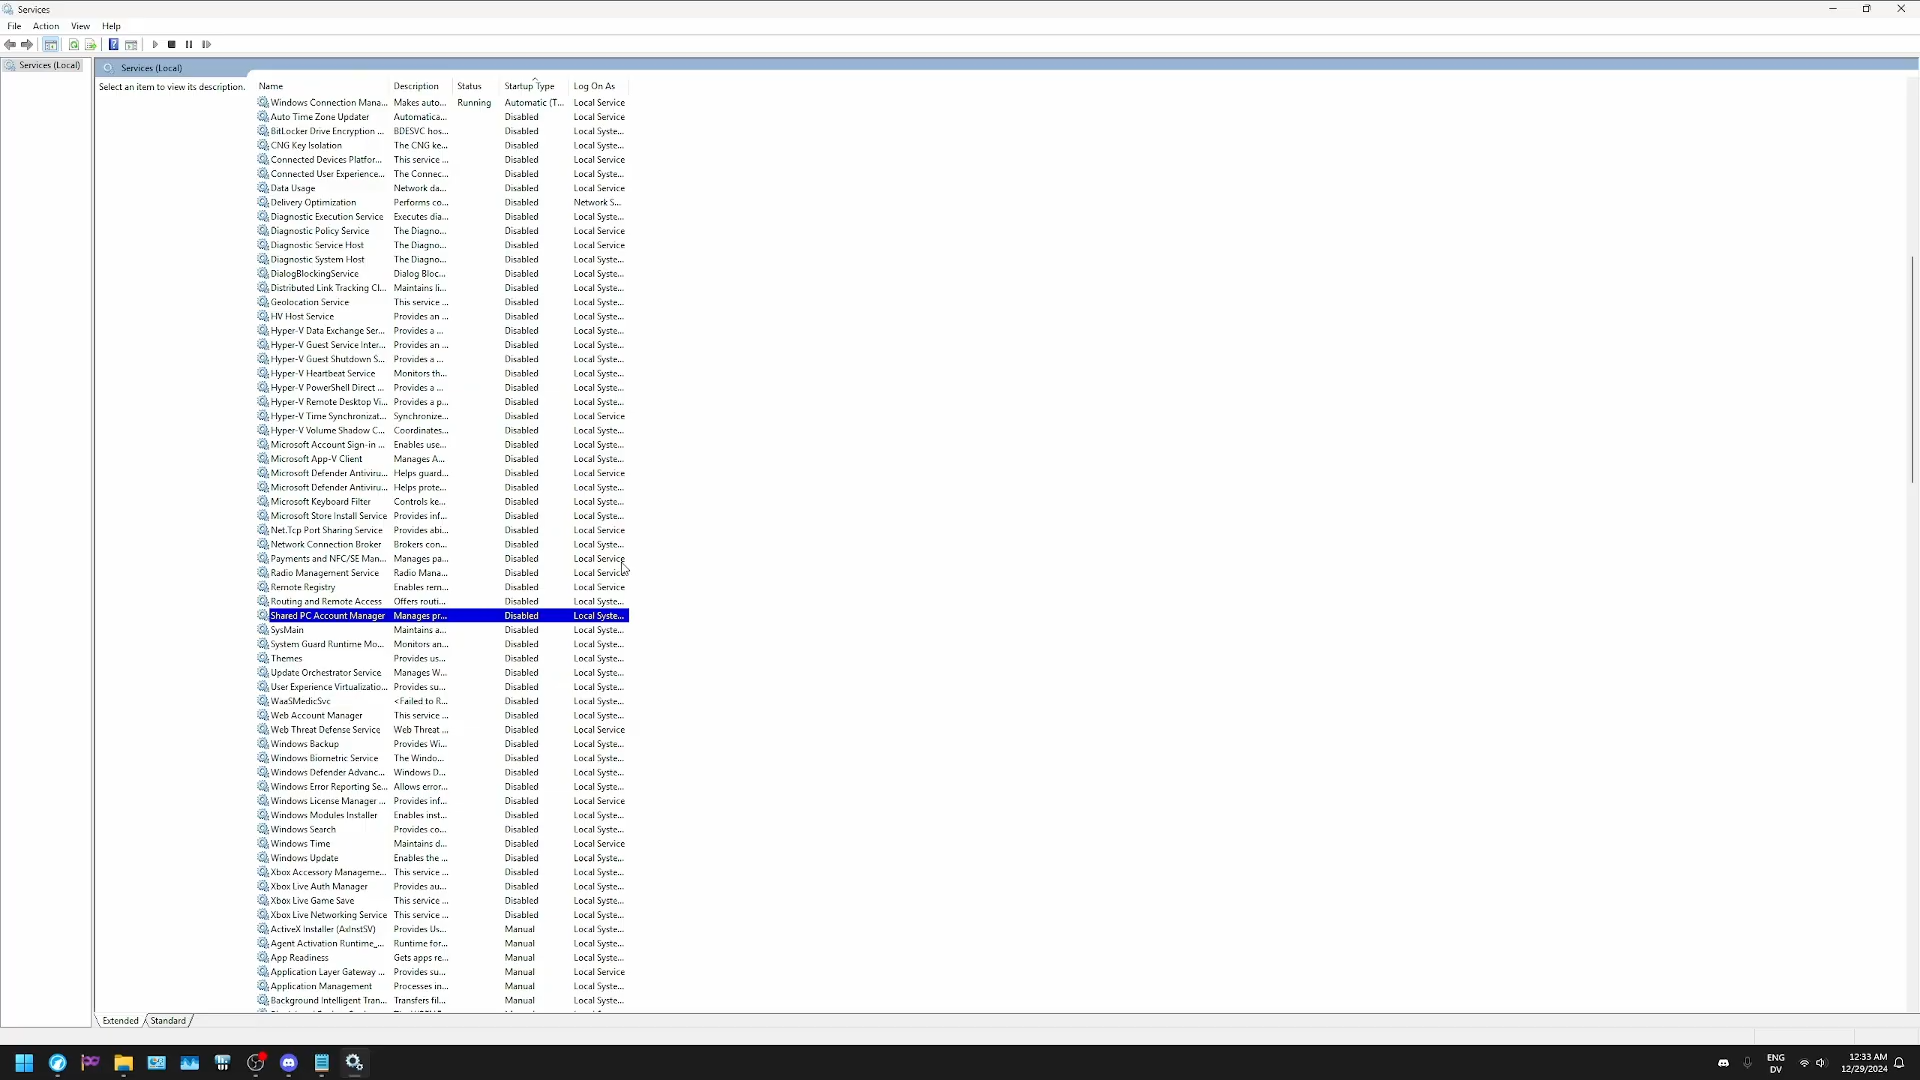 Services
File Action View Help
Services (Local)
Services (Local)
Select an item to view its description.
Name Description Status Startup Type Log On As
Windows Connection Mana... Makes auto... Running Automatic (T... Local Service
Auto Time Zone Updater Automatica... Disabled Local Service
BitLocker Drive Encryption ... BDESVC hos... Disabled Local Syste...
CNG Key Isolation The CNG ke... Disabled Local Syste...
Connected Devices Platfor... This service ... Disabled Local Service
Connected User Experience... The Connec... Disabled Local Syste...
Data Usage Network da... Disabled Local Service
Delivery Optimization Performs co... Disabled Network S...
Diagnostic Execution Service Executes dia... Disabled Local Syste...
Diagnostic Policy Service The Diagno... Disabled Local Service
Diagnostic Service Host The Diagno... Disabled Local Service
Diagnostic System Host The Diagno... Disabled Local Syste...
DialogBlockingService Dialog Bloc... Disabled Local Syste...
Distributed Link Tracking Cl... Maintains li... Disabled Local Syste...
Geolocation Service This service ... Disabled Local Syste...
HV Host Service Provides an ... Disabled Local Syste...
Hyper-V Data Exchange Ser... Provides a ... Disabled Local Syste...
Hyper-V Guest Service Inter... Provides an ... Disabled Local Syste...
Hyper-V Guest Shutdown S... Provides a ... Disabled Local Syste...
Hyper-V Heartbeat Service Monitors th... Disabled Local Syste...
Hyper-V PowerShell Direct ... Provides a ... Disabled Local Syste...
Hyper-V Remote Desktop Vi... Provides a p... Disabled Local Syste...
Hyper-V Time Synchronizat... Synchronize... Disabled Local Service
Hyper-V Volume Shadow C... Coordinates... Disabled Local Syste...
Microsoft Account Sign-in ... Enables use... Disabled Local Syste...
Microsoft App-V Client Manages A... Disabled Local Syste...
Microsoft Defender Antiviru... Helps guard... Disabled Local Service
Microsoft Defender Antiviru... Helps prote... Disabled Local Syste...
Microsoft Keyboard Filter Controls ke... Disabled Local Syste...
Microsoft Store Install Service Provides inf... Disabled Local Syste...
Net.Tcp Port Sharing Service Provides abi... Disabled Local Service
Network Connection Broker Brokers con... Disabled Local Syste...
Payments and NFC/SE Man... Manages pa... Disabled Local Service
Radio Management Service Radio Mana... Disabled Local Service
Remote Registry Enables rem... Disabled Local Service
Routing and Remote Access Offers routi... Disabled Local Syste...
Shared PC Account Manager Manages pr... Disabled Local Syste...
SysMain Maintains a... Disabled Local Syste...
System Guard Runtime Mo... Monitors an... Disabled Local Syste...
Themes Provides us... Disabled Local Syste...
Update Orchestrator Service Manages W... Disabled Local Syste...
User Experience Virtualizatio... Provides su... Disabled Local Syste...
WaaSMedicSvc <Failed to R... Disabled Local Syste...
Web Account Manager This service ... Disabled Local Syste...
Web Threat Defense Service Web Threat ... Disabled Local Service
Windows Backup Provides Wi... Disabled Local Syste...
Windows Biometric Service The Windo... Disabled Local Syste...
Windows Defender Advanc... Windows D... Disabled Local Syste...
Windows Error Reporting Se... Allows error... Disabled Local Syste...
Windows License Manager ... Provides inf... Disabled Local Service
Windows Modules Installer Enables inst... Disabled Local Syste...
Windows Search Provides co... Disabled Local Syste...
Windows Time Maintains d... Disabled Local Service
Windows Update Enables the ... Disabled Local Syste...
Xbox Accessory Manageme... This service ... Disabled Local Syste...
Xbox Live Auth Manager Provides au... Disabled Local Syste...
Xbox Live Game Save This service ... Disabled Local Syste...
Xbox Live Networking Service This service ... Disabled Local Syste...
ActiveX Installer (AxInstSV) Provides Us... Manual Local Syste...
Agent Activation Runtime_... Runtime for... Manual Local Syste...
App Readiness Gets apps re... Manual Local Syste...
Application Layer Gateway ... Provides su... Manual Local Service
Application Management Processes in... Manual Local Syste...
Background Intelligent Tran... Transfers fil... Manual Local Syste...
Extended Standard
ENG
DV
12:33 AM
12/29/2024